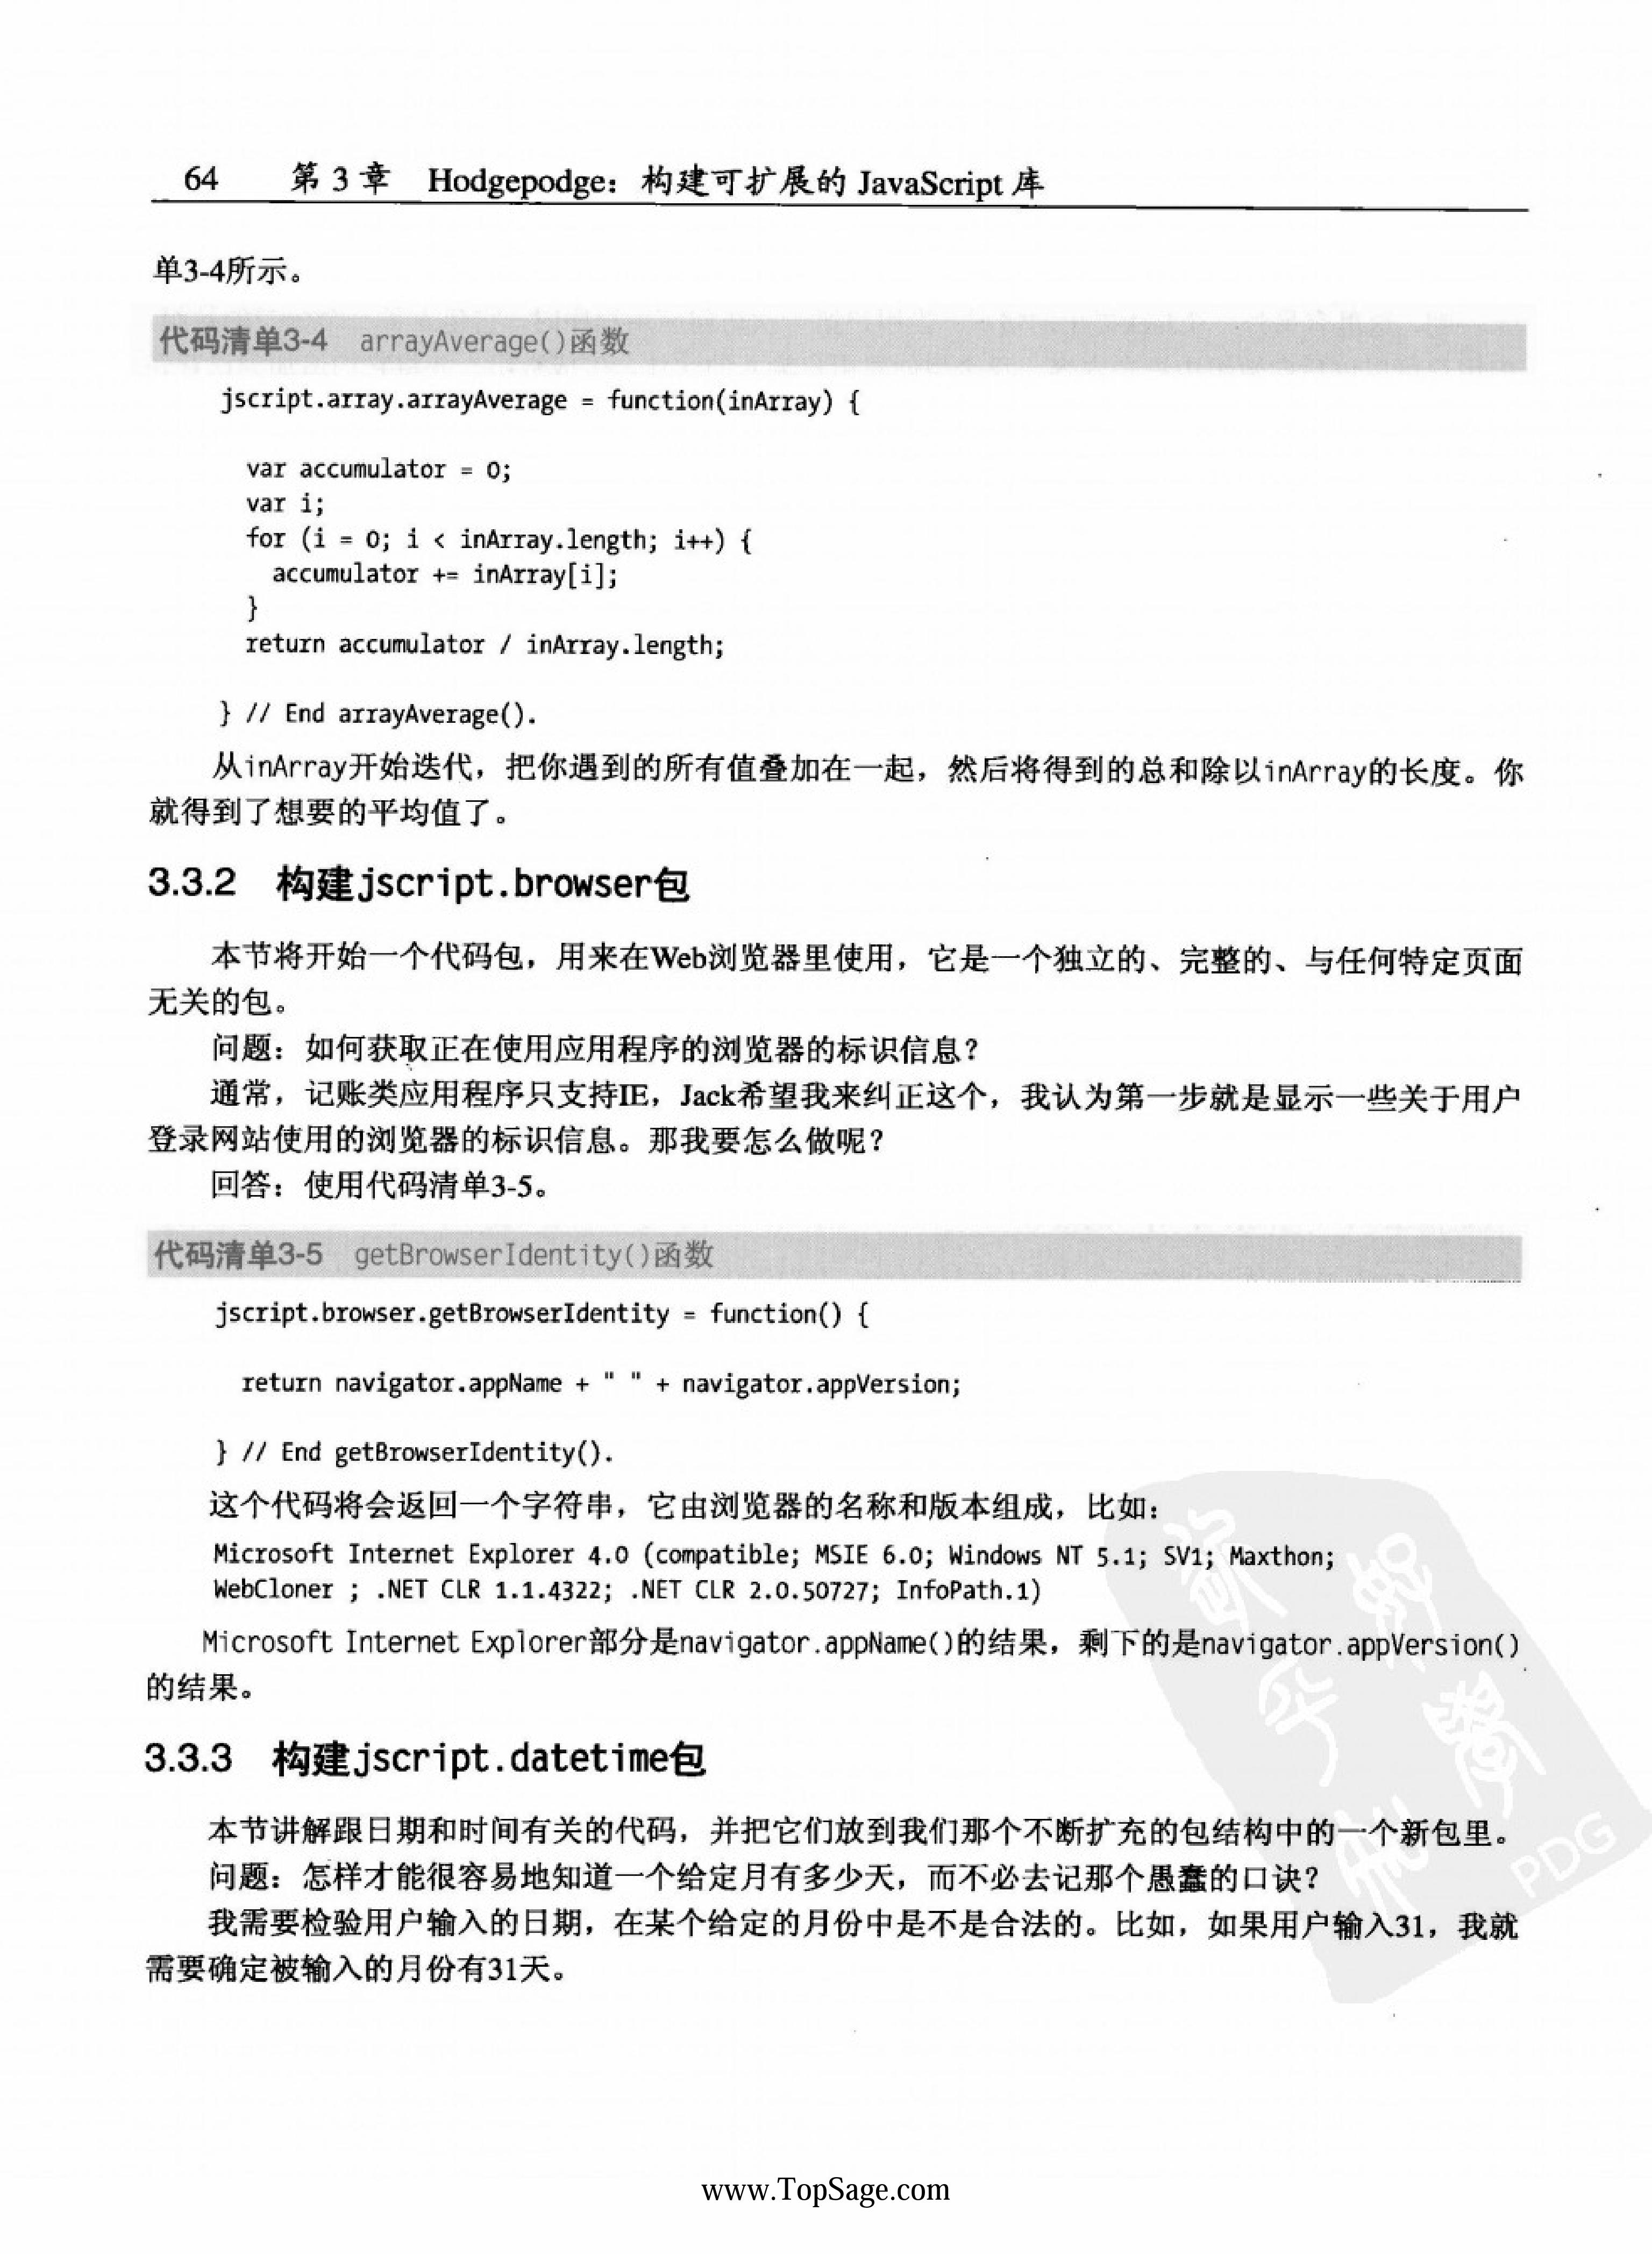 64 第 3 章 Hodgepodge：构建可扩展的 JavaScript 库
单3-4所示。
代码清单3-4 arrayAverage()函数
jscript.array.arrayAverage = function(inArray) {
var accumulator = 0;
var i;
for (i = 0; i < inArray.length; i++) {
accumulator += inArray[i];
}
return accumulator / inArray.length;
} // End arrayAverage().
从inArray开始迭代，把你遇到的所有值叠加在一起，然后将得到的总和除以inArray的长度。你
就得到了想要的平均值了。
3.3.2 构建jscript.browser包
本节将开始一个代码包，用来在Web浏览器里使用，它是一个独立的、完整的、与任何特定页面
无关的包。
问题：如何获取正在使用应用程序的浏览器的标识信息？
通常，记账类应用程序只支持IE，Jack希望我来纠正这个，我认为第一步就是显示一些关于用户
登录网站使用的浏览器的标识信息。那我要怎么做呢？
回答：使用代码清单3-5。
代码清单3-5 getBrowserIdentity()函数
jscript.browser.getBrowserIdentity = function() {
return navigator.appName + " " + navigator.appVersion;
} // End getBrowserIdentity().
这个代码将会返回一个字符串，它由浏览器的名称和版本组成，比如：
Microsoft Internet Explorer 4.0 (compatible; MSIE 6.0; Windows NT 5.1; SV1; Maxthon;
WebCloner ; .NET CLR 1.1.4322; .NET CLR 2.0.50727; InfoPath.1)
Microsoft Internet Explorer部分是navigator.appName()的结果，剩下的是navigator.appVersion()
的结果。
3.3.3 构建jscript.datetime包
本节讲解跟日期和时间有关的代码，并把它们放到我们那个不断扩充的包结构中的一个新包里。
问题：怎样才能很容易地知道一个给定月有多少天，而不必去记那个愚蠢的口诀？
我需要检验用户输入的日期，在某个给定的月份中是不是合法的。比如，如果用户输入31，我就
需要确定被输入的月份有31天。
PDG
www.TopSage.com